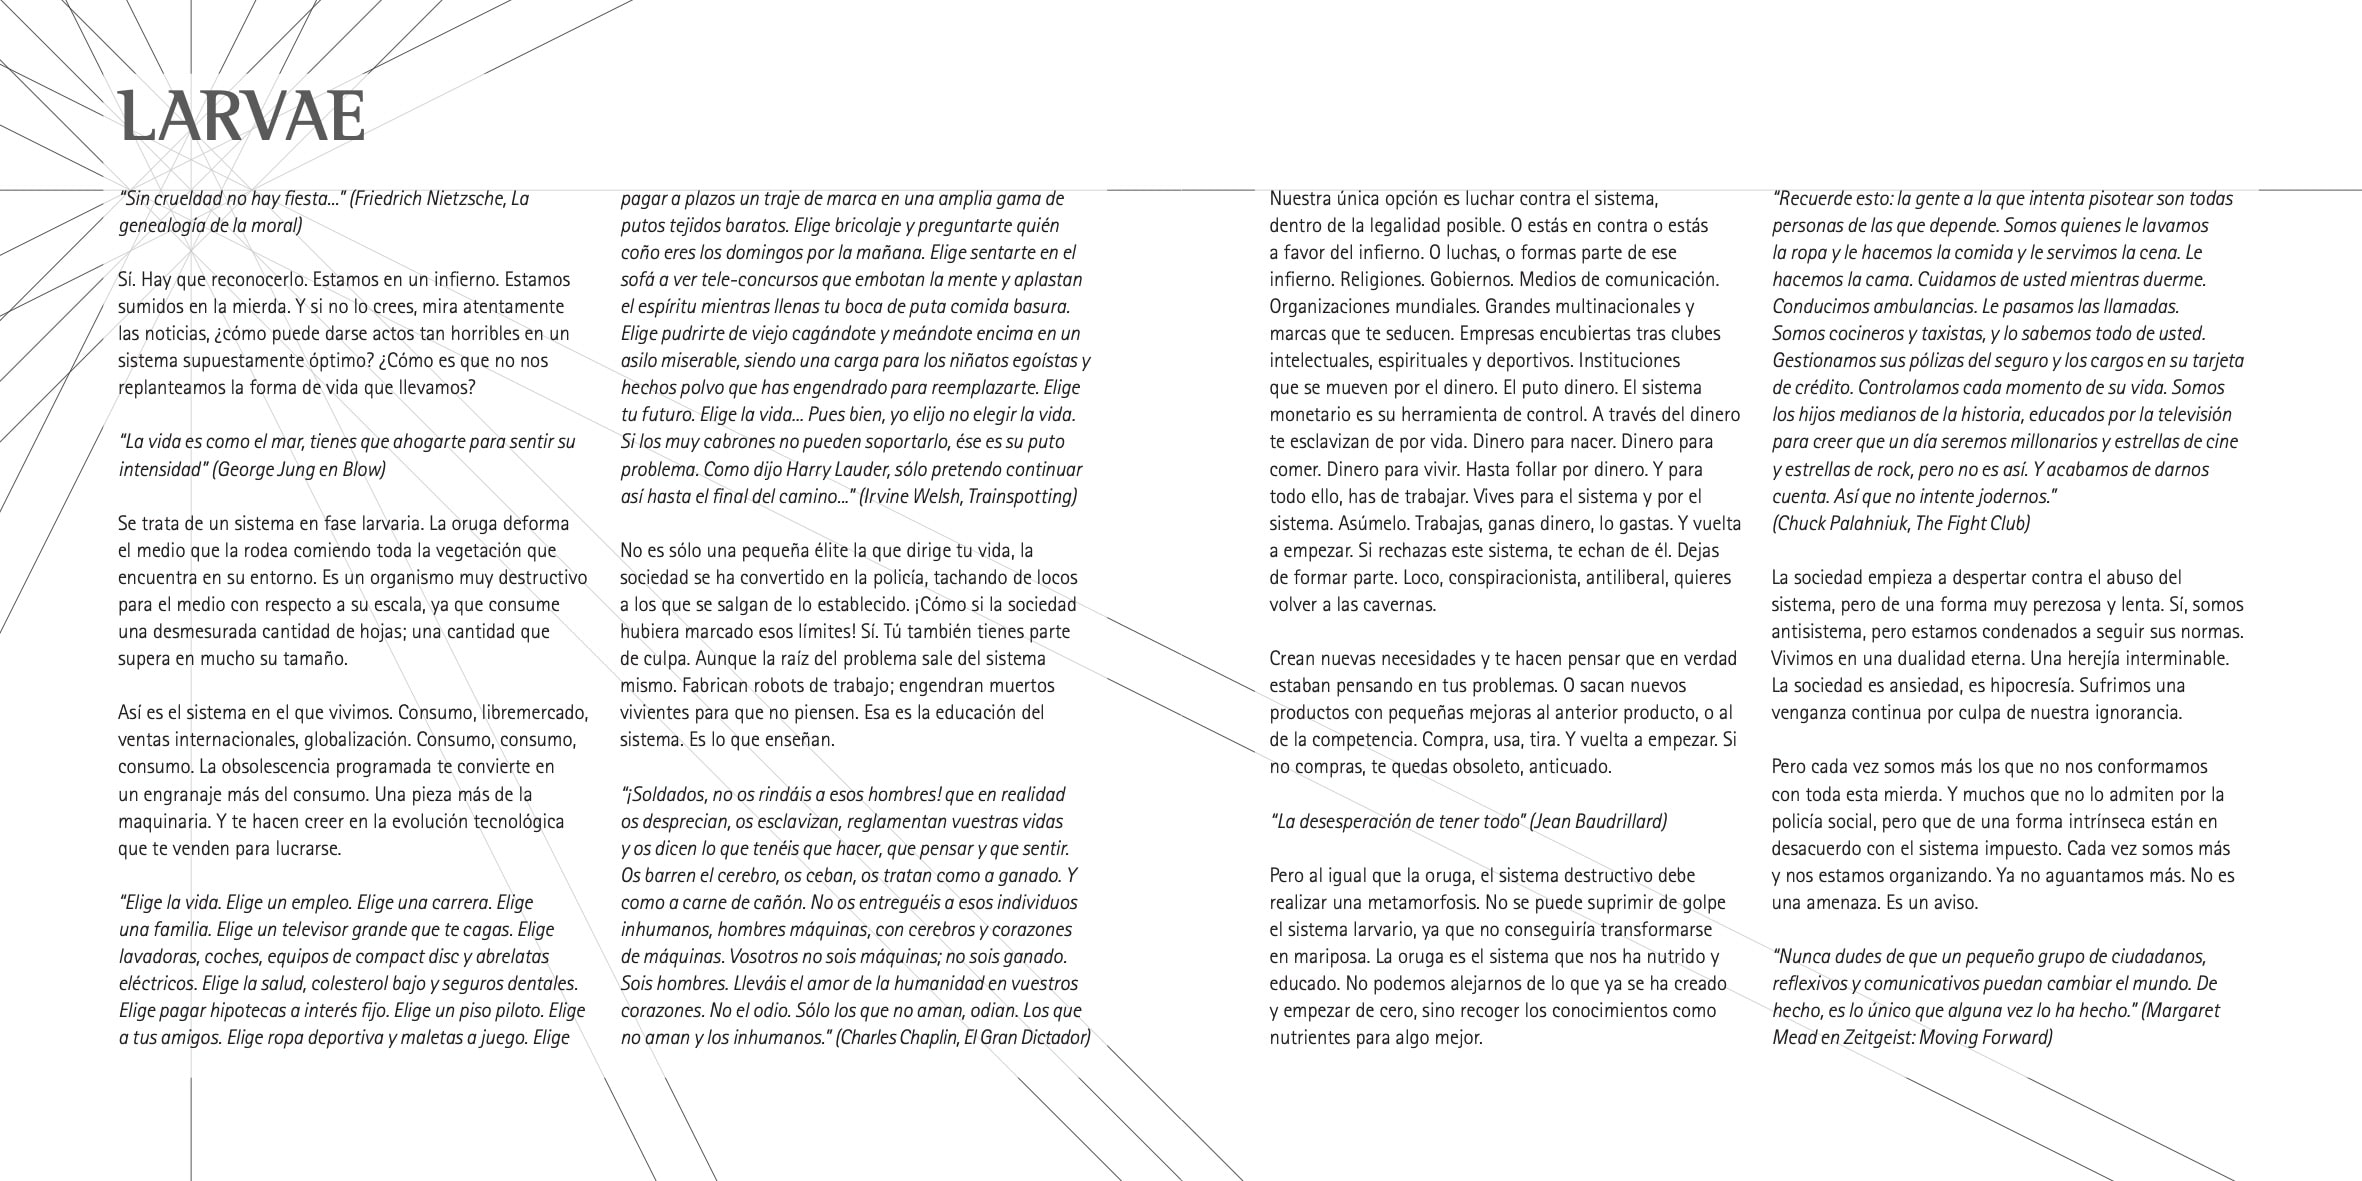 LARVAE
“Sin crueldad no hay fiesta...” (Friedrich Nietzsche, La
genealogía de la moral)
Sí. Hay que reconocerlo. Estamos en un infierno. Estamos
sumidos en la mierda. Y si no lo crees, mira atentamente
las noticias, ¿cómo puede darse actos tan horribles en un
sistema supuestamente óptimo? ¿Cómo es que no nos
replanteamos la forma de vida que llevamos?
“La vida es como el mar, tienes que ahogarte para sentir su
intensidad” (George Jung en Blow)
Se trata de un sistema en fase larvaria. La oruga deforma
el medio que la rodea comiendo toda la vegetación que
encuentra en su entorno. Es un organismo muy destructivo
para el medio con respecto a su escala, ya que consume
una desmesurada cantidad de hojas; una cantidad que
supera en mucho su tamaño.
Así es el sistema en el que vivimos. Consumo, libremercado,
ventas internacionales, globalización. Consumo, consumo,
consumo. La obsolescencia programada te convierte en
un engranaje más del consumo. Una pieza más de la
maquinaria. Y te hacen creer en la evolución tecnológica
que te venden para lucrarse.
“Elige la vida. Elige un empleo. Elige una carrera. Elige
una familia. Elige un televisor grande que te cagas. Elige
lavadoras, coches, equipos de compact disc y abrelatas
eléctricos. Elige la salud, colesterol bajo y seguros dentales.
Elige pagar hipotecas a interés fijo. Elige un piso piloto. Elige
a tus amigos. Elige ropa deportiva y maletas a juego. Elige
pagar a plazos un traje de marca en una amplia gama de
putos tejidos baratos. Elige bricolaje y preguntarte quién
coño eres los domingos por la mañana. Elige sentarte en el
sofá a ver tele-concursos que embotan la mente y aplastan
el espíritu mientras llenas tu boca de puta comida basura.
Elige pudrirte de viejo cagándote y meándote encima en un
asilo miserable, siendo una carga para los niñatos egoístas y
hechos polvo que has engendrado para reemplazarte. Elige
tu futuro. Elige la vida... Pues bien, yo elijo no elegir la vida.
Si los muy cabrones no pueden soportarlo, ése es su puto
problema. Como dijo Harry Lauder, sólo pretendo continuar
así hasta el final del camino...” (Irvine Welsh, Trainspotting)
No es sólo una pequeña élite la que dirige tu vida, la
sociedad se ha convertido en la policía, tachando de locos
a los que se salgan de lo establecido. ¡Cómo si la sociedad
hubiera marcado esos límites! Sí. Tú también tienes parte
de culpa. Aunque la raíz del problema sale del sistema
mismo. Fabrican robots de trabajo; engendran muertos
vivientes para que no piensen. Esa es la educación del
sistema. Es lo que enseñan.
“¡Soldados, no os rindáis a esos hombres! que en realidad
os desprecian, os esclavizan, reglamentan vuestras vidas
y os dicen lo que tenéis que hacer, que pensar y que sentir.
Os barren el cerebro, os ceban, os tratan como a ganado. Y
como a carne de cañón. No os entreguéis a esos individuos
inhumanos, hombres máquinas, con cerebros y corazones
de máquinas. Vosotros no sois máquinas; no sois ganado.
Sois hombres. Lleváis el amor de la humanidad en vuestros
corazones. No el odio. Sólo los que no aman, odian. Los que
no aman y los inhumanos.” (Charles Chaplin, El Gran Dictador)
Nuestra única opción es luchar contra el sistema,
dentro de la legalidad posible. O estás en contra o estás
a favor del infierno. O luchas, o formas parte de ese
infierno. Religiones. Gobiernos. Medios de comunicación.
Organizaciones mundiales. Grandes multinacionales y
marcas que te seducen. Empresas encubiertas tras clubes
intelectuales, espirituales y deportivos. Instituciones
que se mueven por el dinero. El puto dinero. El sistema
monetario es su herramienta de control. A través del dinero
te esclavizan de por vida. Dinero para nacer. Dinero para
comer. Dinero para vivir. Hasta follar por dinero. Y para
todo ello, has de trabajar. Vives para el sistema y por el
sistema. Asúmelo. Trabajas, ganas dinero, lo gastas. Y vuelta
a empezar. Si rechazas este sistema, te echan de él. Dejas
de formar parte. Loco, conspiracionista, antiliberal, quieres
volver a las cavernas.
Crean nuevas necesidades y te hacen pensar que en verdad
estaban pensando en tus problemas. O sacan nuevos
productos con pequeñas mejoras al anterior producto, o al
de la competencia. Compra, usa, tira. Y vuelta a empezar. Si
no compras, te quedas obsoleto, anticuado.
“La desesperación de tener todo” (Jean Baudrillard)
Pero al igual que la oruga, el sistema destructivo debe
realizar una metamorfosis. No se puede suprimir de golpe
el sistema larvario, ya que no conseguiría transformarse
en mariposa. La oruga es el sistema que nos ha nutrido y
educado. No podemos alejarnos de lo que ya se ha creado
y empezar de cero, sino recoger los conocimientos como
nutrientes para algo mejor.
“Recuerde esto: la gente a la que intenta pisotear son todas
personas de las que depende. Somos quienes le lavamos
la ropa y le hacemos la comida y le servimos la cena. Le
hacemos la cama. Cuidamos de usted mientras duerme.
Conducimos ambulancias. Le pasamos las llamadas.
Somos cocineros y taxistas, y lo sabemos todo de usted.
Gestionamos sus pólizas del seguro y los cargos en su tarjeta
de crédito. Controlamos cada momento de su vida. Somos
los hijos medianos de la historia, educados por la televisión
para creer que un día seremos millonarios y estrellas de cine
y estrellas de rock, pero no es así. Y acabamos de darnos
cuenta. Así que no intente jodernos.”
(Chuck Palahniuk, The Fight Club)
La sociedad empieza a despertar contra el abuso del
sistema, pero de una forma muy perezosa y lenta. Sí, somos
antisistema, pero estamos condenados a seguir sus normas.
Vivimos en una dualidad eterna. Una herejía interminable.
La sociedad es ansiedad, es hipocresía. Sufrimos una
venganza continua por culpa de nuestra ignorancia.
Pero cada vez somos más los que no nos conformamos
con toda esta mierda. Y muchos que no lo admiten por la
policía social, pero que de una forma intrínseca están en
desacuerdo con el sistema impuesto. Cada vez somos más
y nos estamos organizando. Ya no aguantamos más. No es
una amenaza. Es un aviso.
“Nunca dudes de que un pequeño grupo de ciudadanos,
reflexivos y comunicativos puedan cambiar el mundo. De
hecho, es lo único que alguna vez lo ha hecho.” (Margaret
Mead en Zeitgeist: Moving Forward)